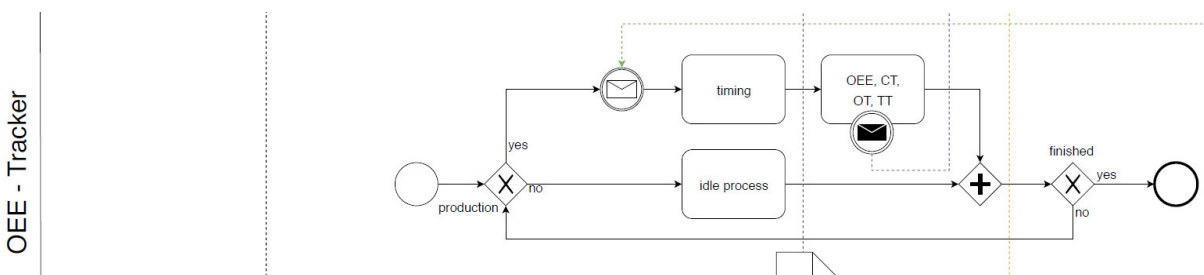 OEE - Tracker
production
yes
no
timing
OEE, CT,
OT, TT
idle process
finished
yes
no